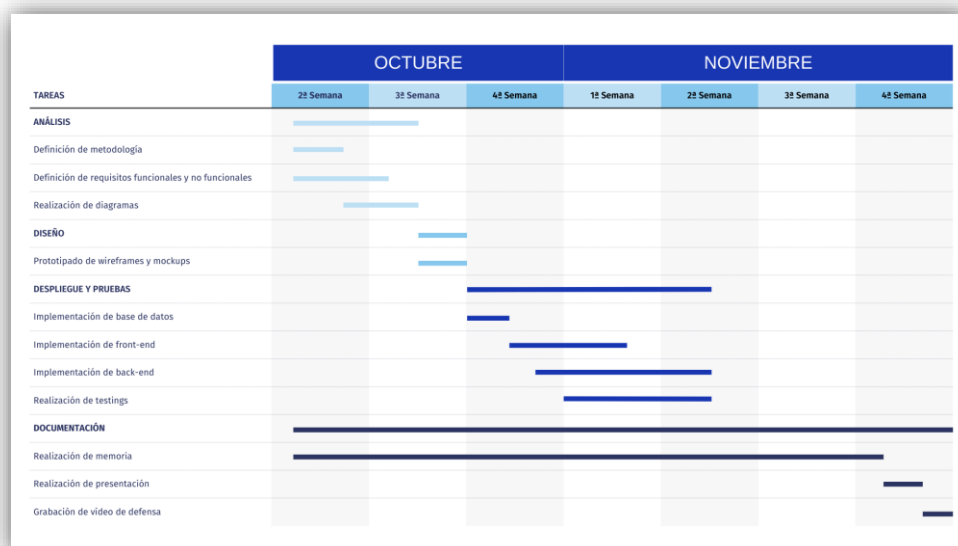 OCTUBRE NOVIEMBRE
TAREAS 2ª Semana 3ª Semana 4ª Semana 1ª Semana 2ª Semana 3ª Semana 4ª Semana
ANÁLISIS
Definición de metodología
Definición de requisitos funcionales y no funcionales
Realización de diagramas
DISEÑO
Prototipado de wireframes y mockups
DESPLIEGUE Y PRUEBAS
Implementación de base de datos
Implementación de front-end
Implementación de back-end
Realización de testings
DOCUMENTACIÓN
Realización de memoria
Realización de presentación
Grabación de vídeo de defensa